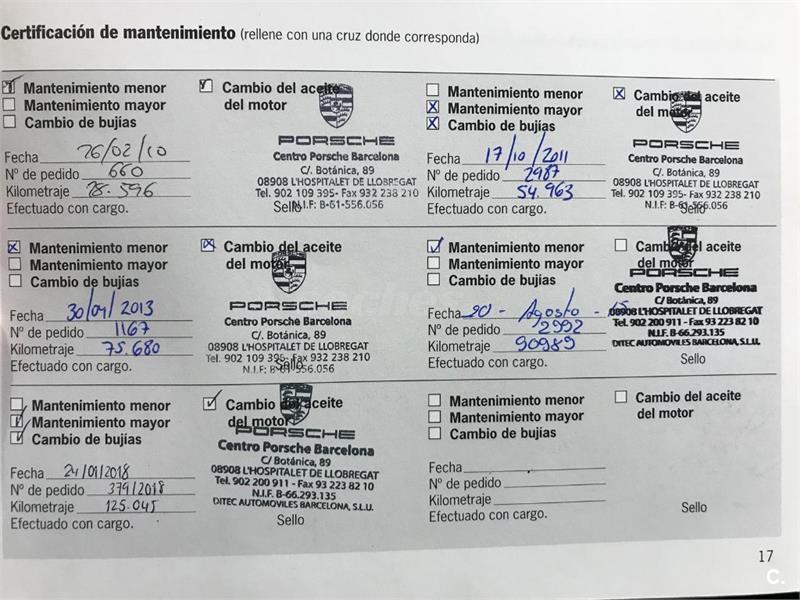 Certificación de mantenimiento (rellene con una cruz donde corresponda)
Mantenimiento menor
Mantenimiento mayor
Cambio de bujías
Cambio del aceite
del motor
PORSCHE
Centro Porsche Barcelona
C/. Botánica, 89
08908 L'HOSPITALET DE LLOBREGAT
Tel. 902 109 395- Fax 932 238 210
N.I.F: B-61-556.056
Fecha 26/02/10
Nº de pedido 660
Kilometraje 28.596
Efectuado con cargo.
Sello
Mantenimiento menor
Mantenimiento mayor
Cambio de bujías
Cambio del aceite
del motor
PORSCHE
Centro Porsche Barcelona
C/. Botánica, 89
08908 L'HOSPITALET DE LLOBREGAT
Tel. 902 109 395- Fax 932 238 210
N.I.F: B-61-556.056
Fecha 17/10/2011
Nº de pedido 2987
Kilometraje 54.963
Efectuado con cargo.
Sello
Mantenimiento menor
Mantenimiento mayor
Cambio de bujías
Cambio del aceite
del motor
PORSCHE
Centro Porsche Barcelona
C/. Botánica, 89
08908 L'HOSPITALET DE LLOBREGAT
Tel. 902 109 395- Fax 932 238 210
N.I.F: B-61-556.056
Fecha 30/04/2013
Nº de pedido 1167
Kilometraje 75.680
Efectuado con cargo.
Sello
Mantenimiento menor
Mantenimiento mayor
Cambio de bujías
Cambio del aceite
del motor
PORSCHE
Centro Porsche Barcelona
C/ Botánica, 89
08908 L'HOSPITALET DE LLOBREGAT
Tel. 902 200 911 - Fax 93 223 82 10
N.I.F. B-66.293.135
DITEC AUTOMOVILES BARCELONA, S.L.U.
Fecha 20 - Agosto - 15
Nº de pedido 2992
Kilometraje 90989
Efectuado con cargo.
Sello
Mantenimiento menor
Mantenimiento mayor
Cambio de bujías
Cambio del aceite
del motor
PORSCHE
Centro Porsche Barcelona
C/ Botánica, 89
08908 L'HOSPITALET DE LLOBREGAT
Tel. 902 200 911 - Fax 93 223 82 10
N.I.F. B-66.293.135
DITEC AUTOMOVILES BARCELONA, S.L.U.
Fecha 24/01/2018
Nº de pedido 379/2018
Kilometraje 125.045
Efectuado con cargo.
Sello
Mantenimiento menor
Mantenimiento mayor
Cambio de bujías
Cambio del aceite
del motor
Fecha
Nº de pedido
Kilometraje
Efectuado con cargo.
Sello
17
C.